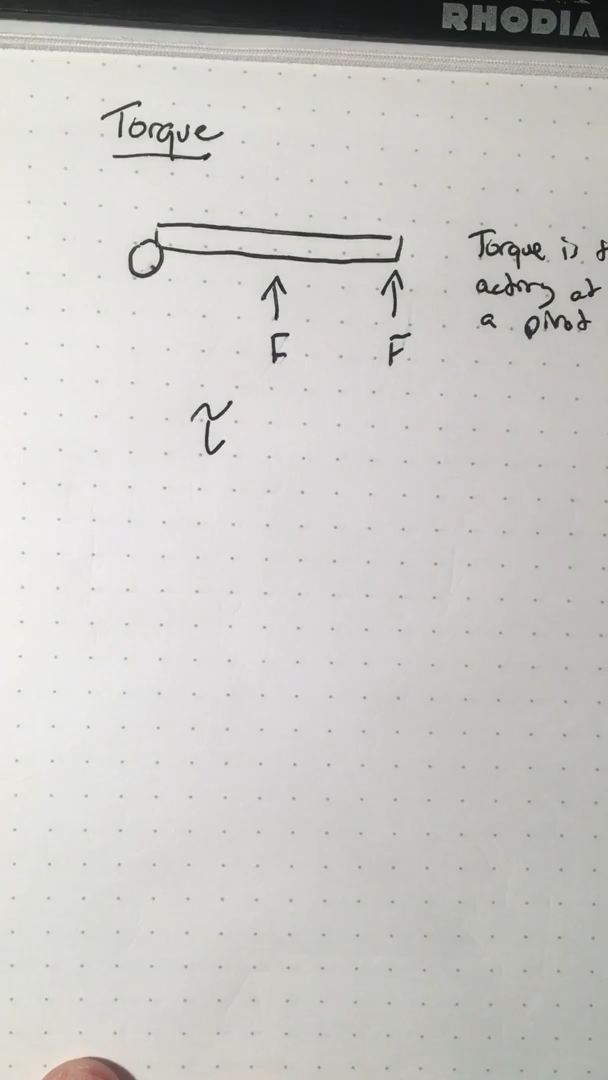 RHODIA
Torque
Torque is
acting at
a pivot
F F
τ